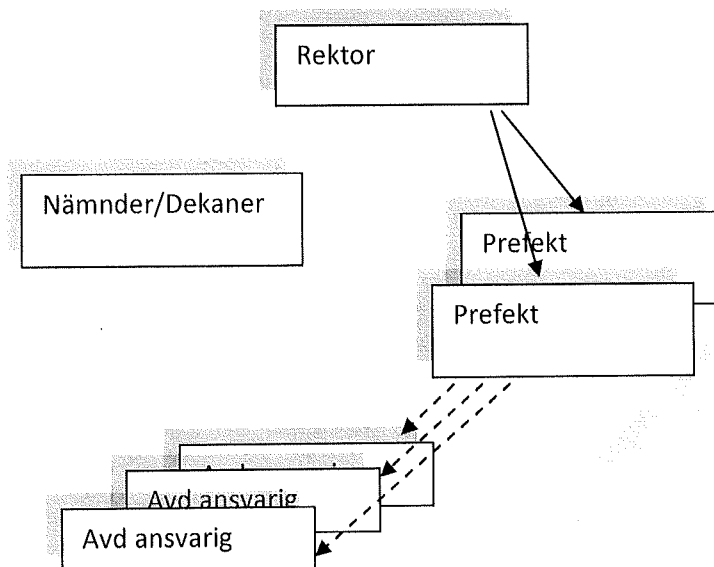 Rektor
Nämnder/Dekaner
Prefekt
Prefekt
Avd ansvarig
Avd ansvarig